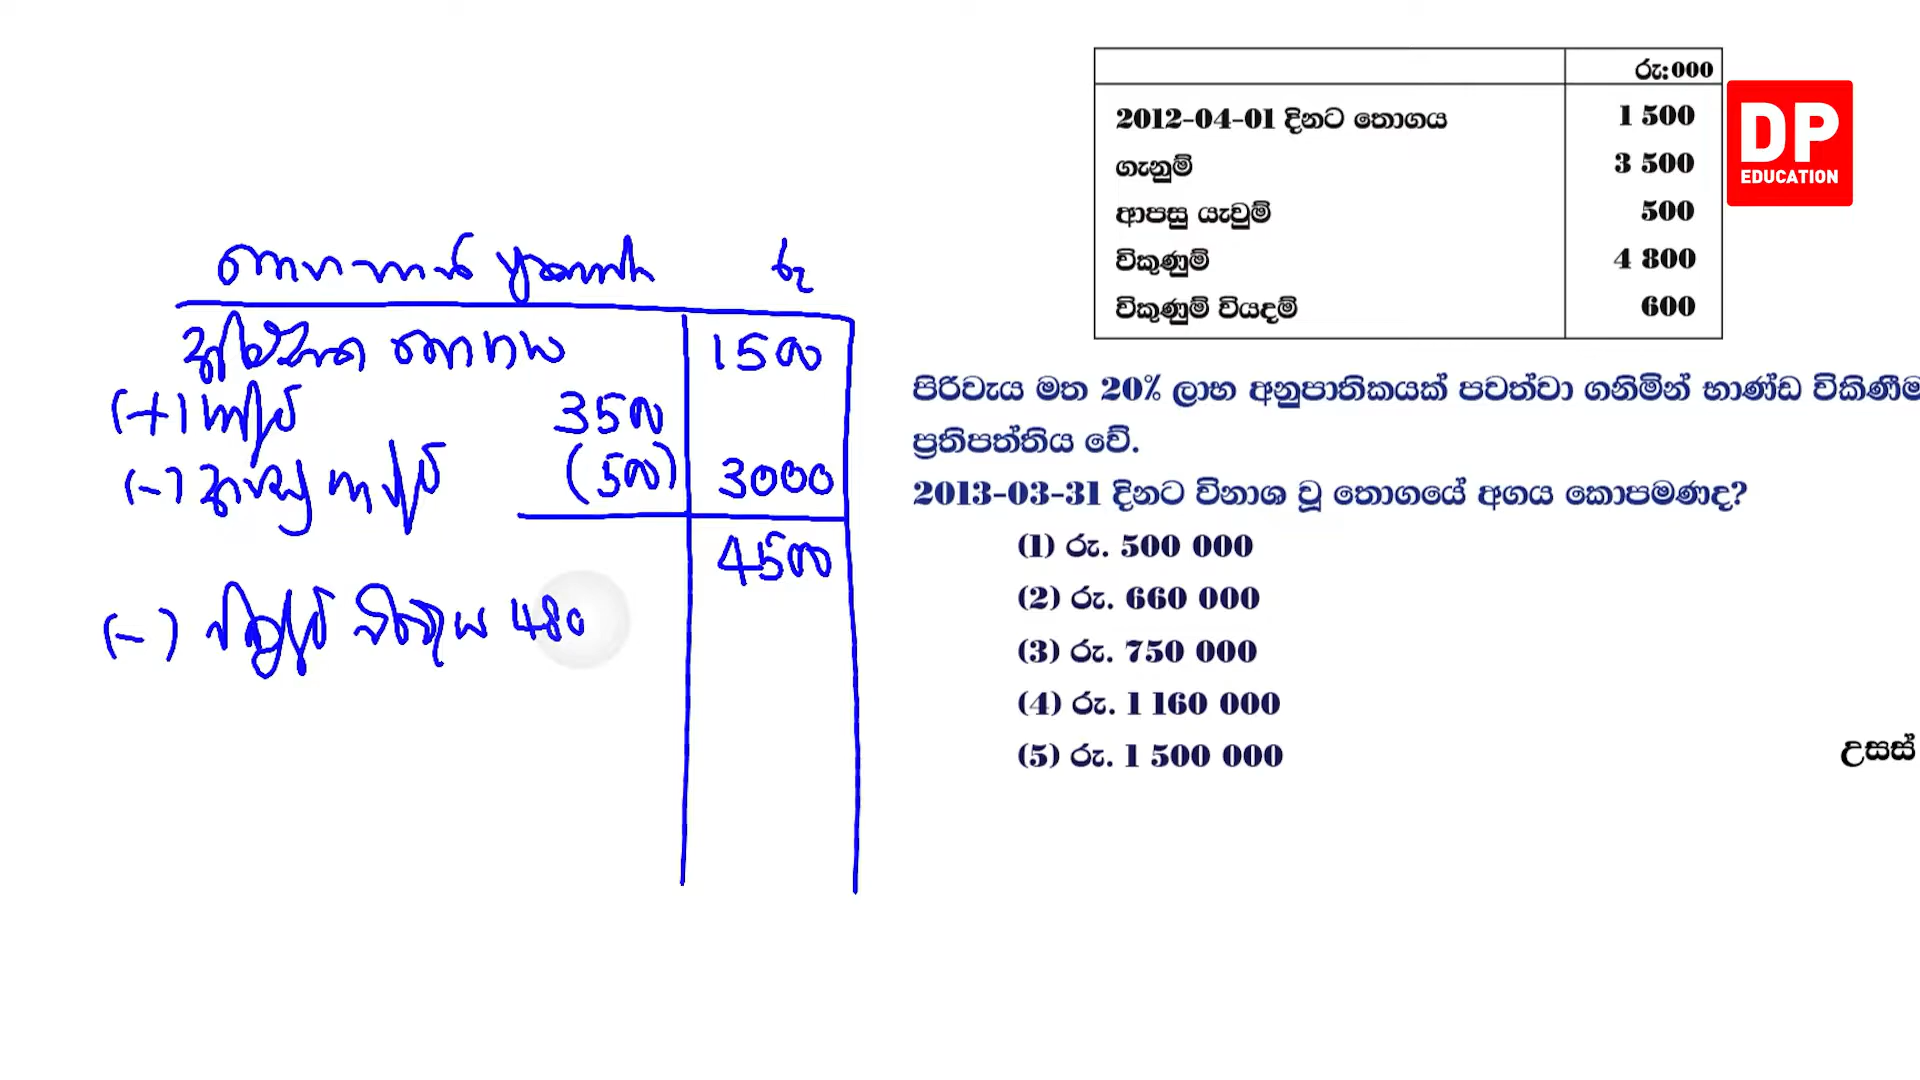 රු:000
2012-04-01 දිනට තොගය 1 500
ගැනුම් 3 500
ආපසු යැවුම් 500
විකුණුම් 4 800
විකුණුම් වියදම් 600
DP
EDUCATION
පිරිවැය මත 20% ලාභ අනුපාතිකයක් පවත්වා ගනිමින් භාණ්ඩ විකිණීම
ප්‍රතිපත්තිය වේ.
2013-03-31 දිනට විනාශ වූ තොගයේ අගය කොපමණද?
(1) රු. 500 000
(2) රු. 660 000
(3) රු. 750 000
(4) රු. 1 160 000
(5) රු. 1 500 000
උසස්
රු
තොගය 1500
(+) 3500
(-) (500) 3000
4500
(-) විකුණුම් පිරිවැය 480